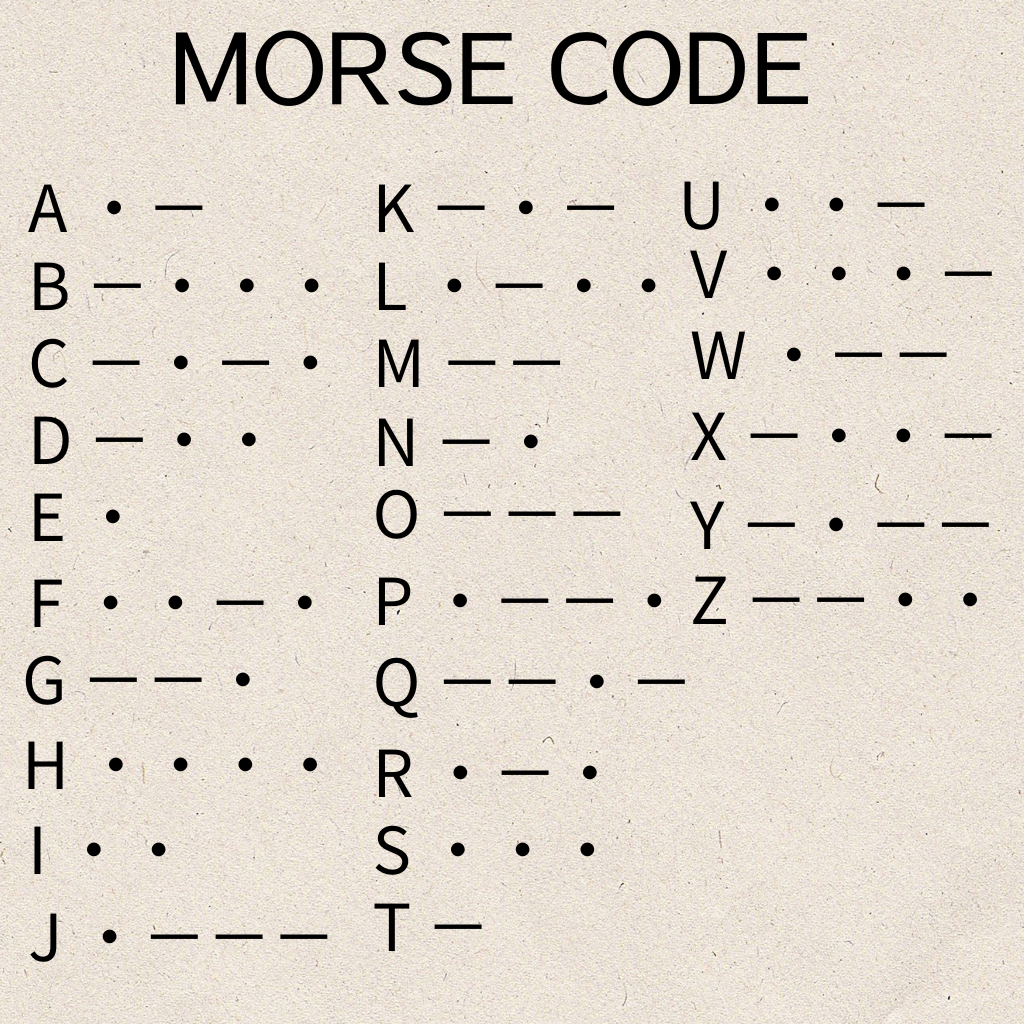 MORSE CODE
A • —
B — • • •
C — • — •
D — • •
E •
F • • — •
G — — •
H • • • •
I • •
J • — — —
K — • —
L • — • •
M — —
N — •
O — — —
P • — — •
Q — — • —
R • — •
S • • •
T —
U • • —
V • • • —
W • — —
X — • • —
Y — • — —
Z — — • •